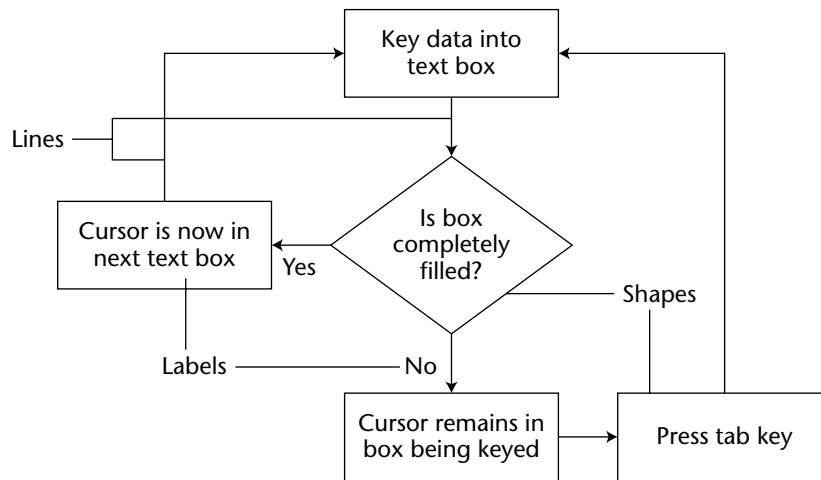 Key data into
text box
Lines
Cursor is now in
next text box
Yes
Is box
completely
filled?
Shapes
Labels
No
Cursor remains in
box being keyed
Press tab key